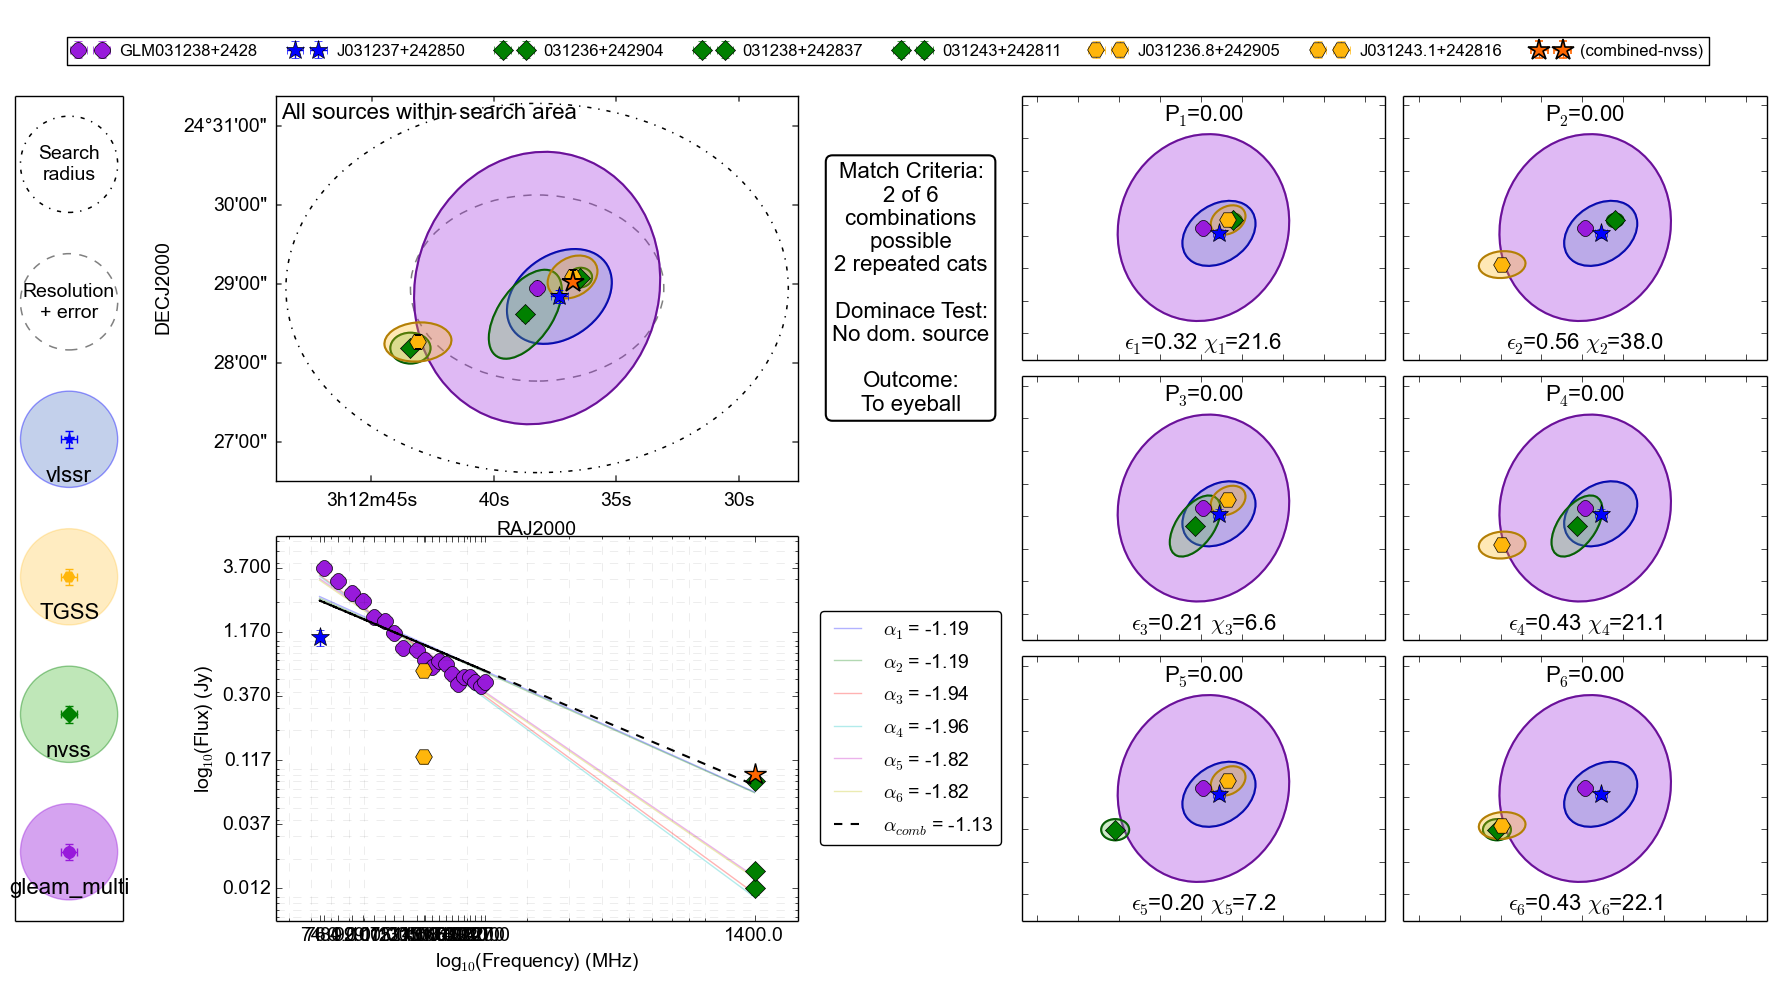 GLM031238+2428 J031237+242850 031236+242904 031238+242837 031243+242811 J031236.8+242905 J031243.1+242816 (combined-nvss)
Search
radius
Resolution
+ error
vlssr
TGSS
nvss
gleam_multi
All sources within search area
24°31'00"
30'00"
29'00"
28'00"
27'00"
DECJ2000
3h12m45s 40s 35s 30s
RAJ2000
Match Criteria:
2 of 6
combinations
possible
2 repeated cats
Dominace Test:
No dom. source
Outcome:
To eyeball
3.700
1.170
0.370
0.117
0.037
0.012
log10(Flux) (Jy)
1400.0
log10(Frequency) (MHz)
α1 = -1.19
α2 = -1.19
α3 = -1.94
α4 = -1.96
α5 = -1.82
α6 = -1.82
αcomb = -1.13
P1=0.00
ϵ1=0.32 χ1=21.6
P2=0.00
ϵ2=0.56 χ2=38.0
P3=0.00
ϵ3=0.21 χ3=6.6
P4=0.00
ϵ4=0.43 χ4=21.1
P5=0.00
ϵ5=0.20 χ5=7.2
P6=0.00
ϵ6=0.43 χ6=22.1